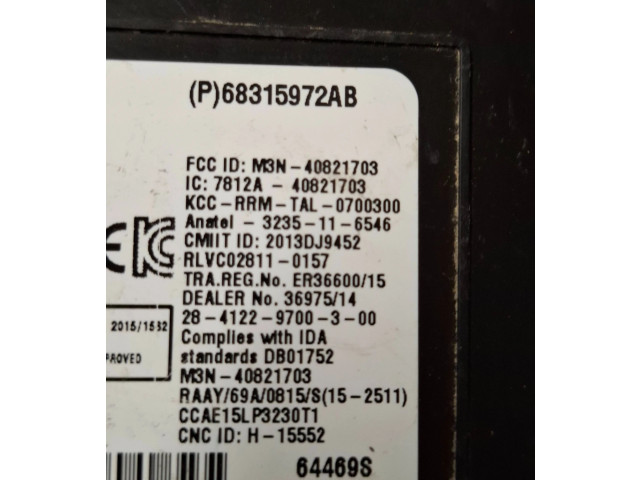 (P)68315972AB
FCC ID: M3N-40821703
IC: 7812A - 40821703
KCC-RRM-TAL-0700300
Anatel - 3235-11-6546
CMIIT ID: 2013DJ9452
RLVC02811-0157
TRA.REG.No. ER36600/15
DEALER No. 36975/14
2015/1532
28-4122-9700-3-00
Complies with IDA
standards DB01752
M3N-40821703
RAAY/69A/0815/S(15-2511)
CCAE15LP3230T1
CNC ID: H-15552
64469S